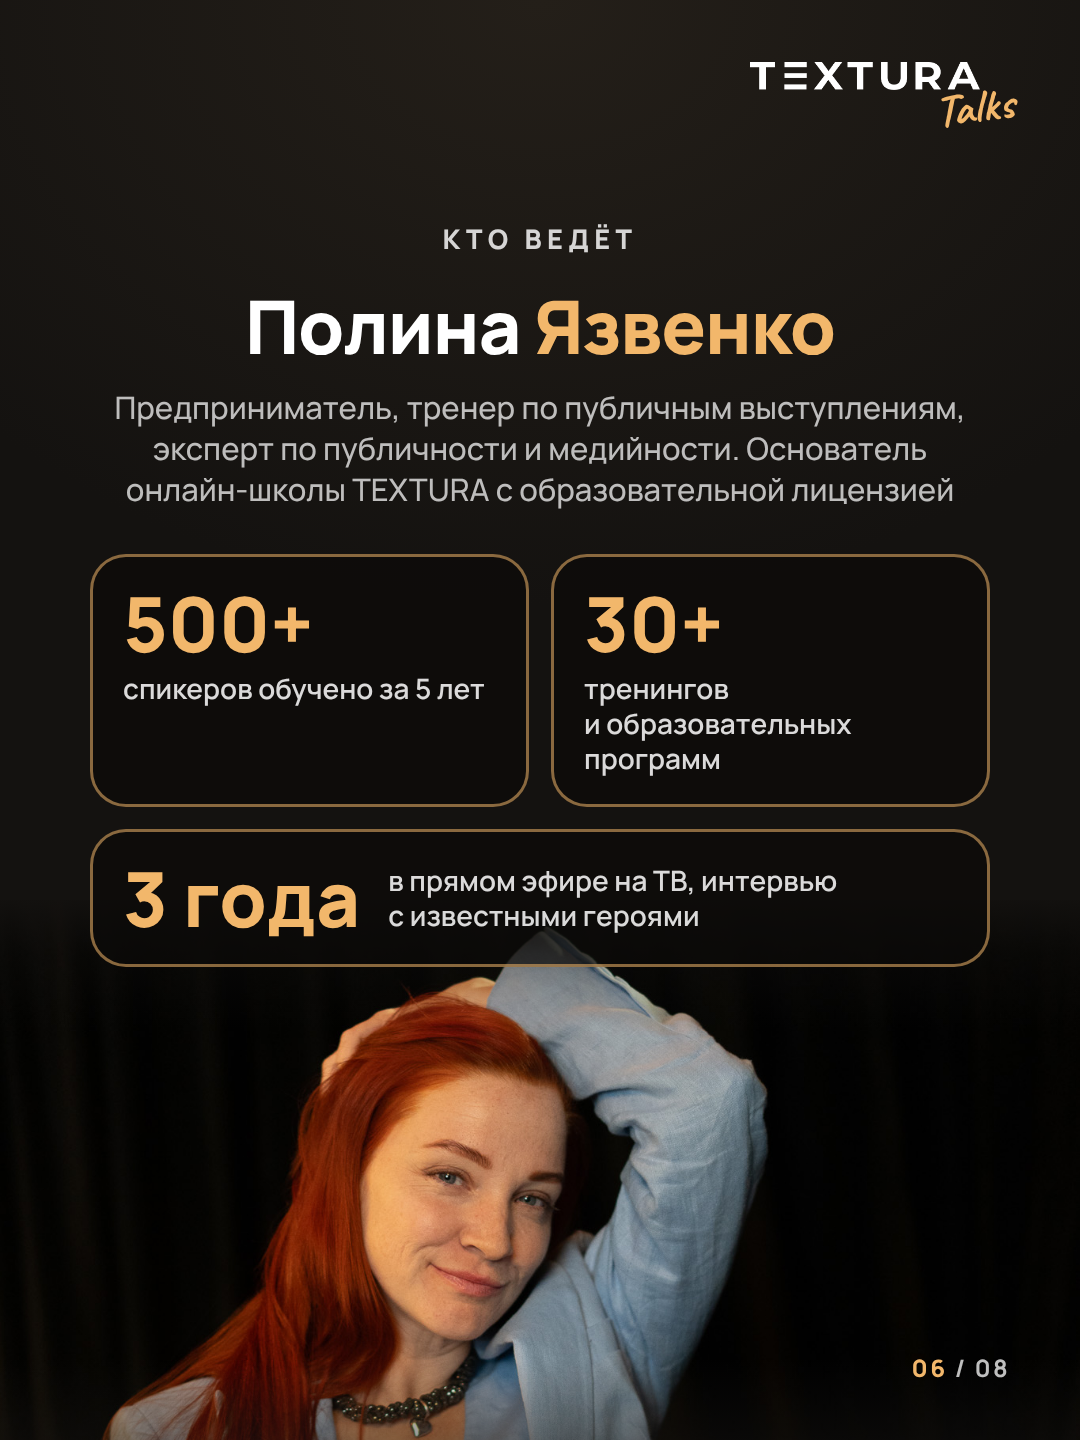 TEXTURA
Talks
КТО ВЕДЁТ
Полина Язвенко
Предприниматель, тренер по публичным выступлениям,
эксперт по публичности и медийности. Основатель
онлайн-школы TEXTURA с образовательной лицензией
500+
спикеров обучено за 5 лет
30+
тренингов
и образовательных
программ
3 года
в прямом эфире на ТВ, интервью
с известными героями
06 / 08